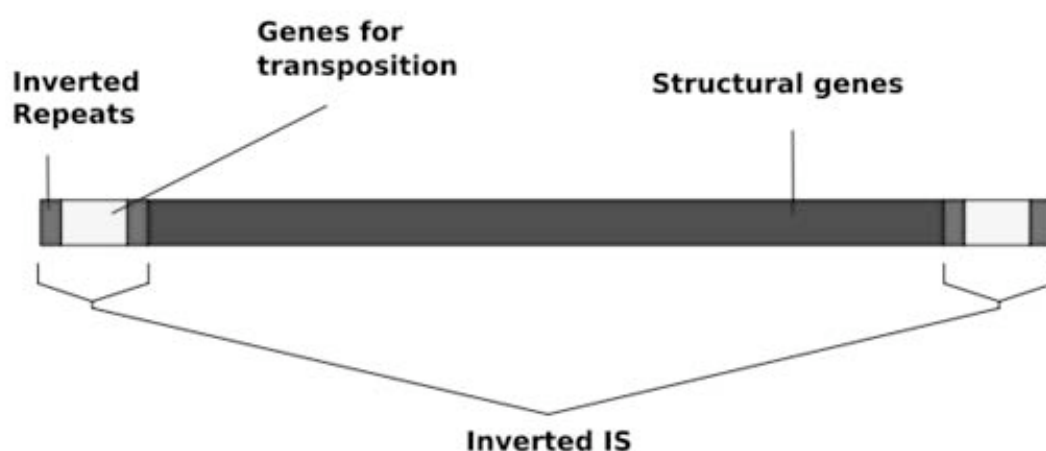 Genes for
transposition
Inverted
Repeats
Structural genes
Inverted IS